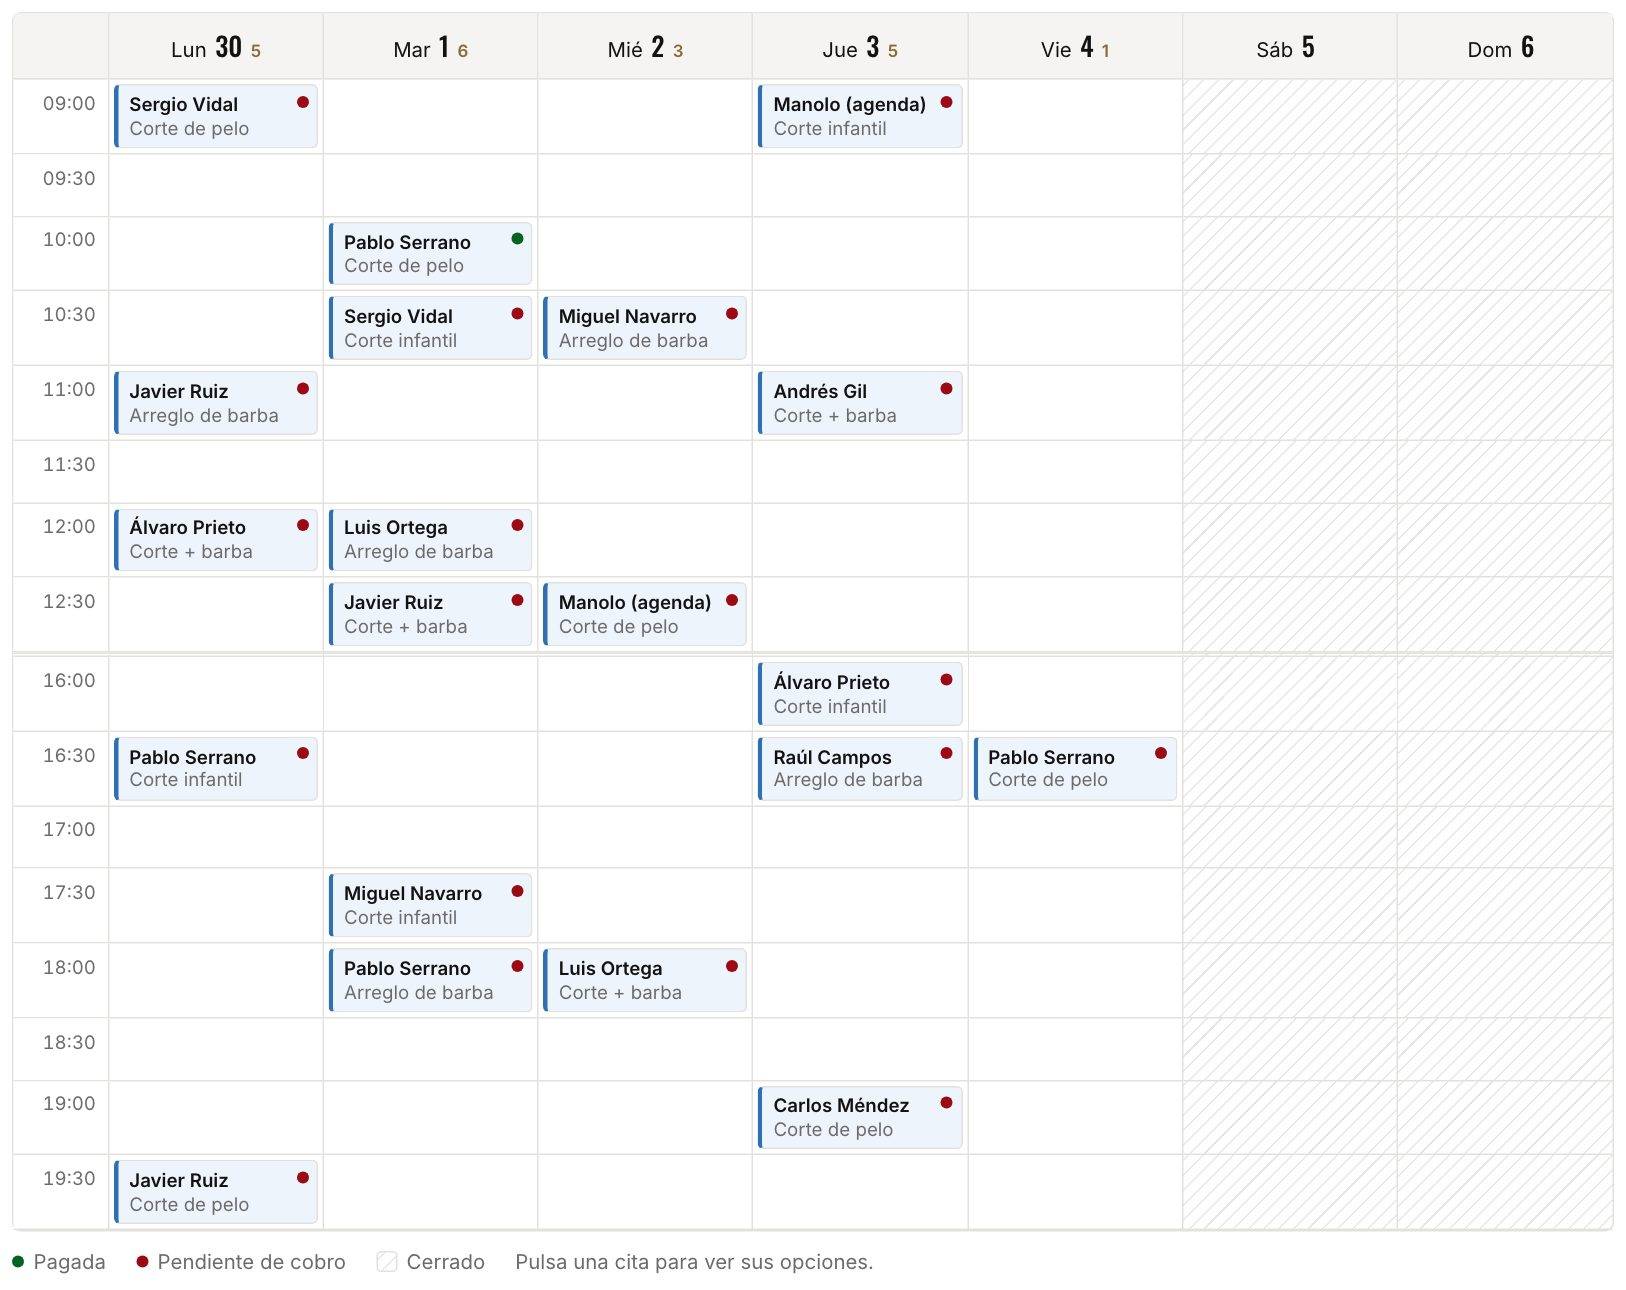 Lun 30 5 Mar 1 6 Mié 2 3 Jue 3 5 Vie 4 1 Sáb 5 Dom 6
09:00 Sergio Vidal Manolo (agenda)
Corte de pelo Corte infantil
09:30
10:00 Pablo Serrano
Corte de pelo
10:30 Sergio Vidal Miguel Navarro
Corte infantil Arreglo de barba
11:00 Javier Ruiz Andrés Gil
Arreglo de barba Corte + barba
11:30
12:00 Álvaro Prieto Luis Ortega
Corte + barba Arreglo de barba
12:30 Javier Ruiz Manolo (agenda)
Corte + barba Corte de pelo
16:00 Álvaro Prieto
Corte infantil
16:30 Pablo Serrano Raúl Campos Pablo Serrano
Corte infantil Arreglo de barba Corte de pelo
17:00
17:30 Miguel Navarro
Corte infantil
18:00 Pablo Serrano Luis Ortega
Arreglo de barba Corte + barba
18:30
19:00 Carlos Méndez
Corte de pelo
19:30 Javier Ruiz
Corte de pelo
Pagada Pendiente de cobro Cerrado Pulsa una cita para ver sus opciones.